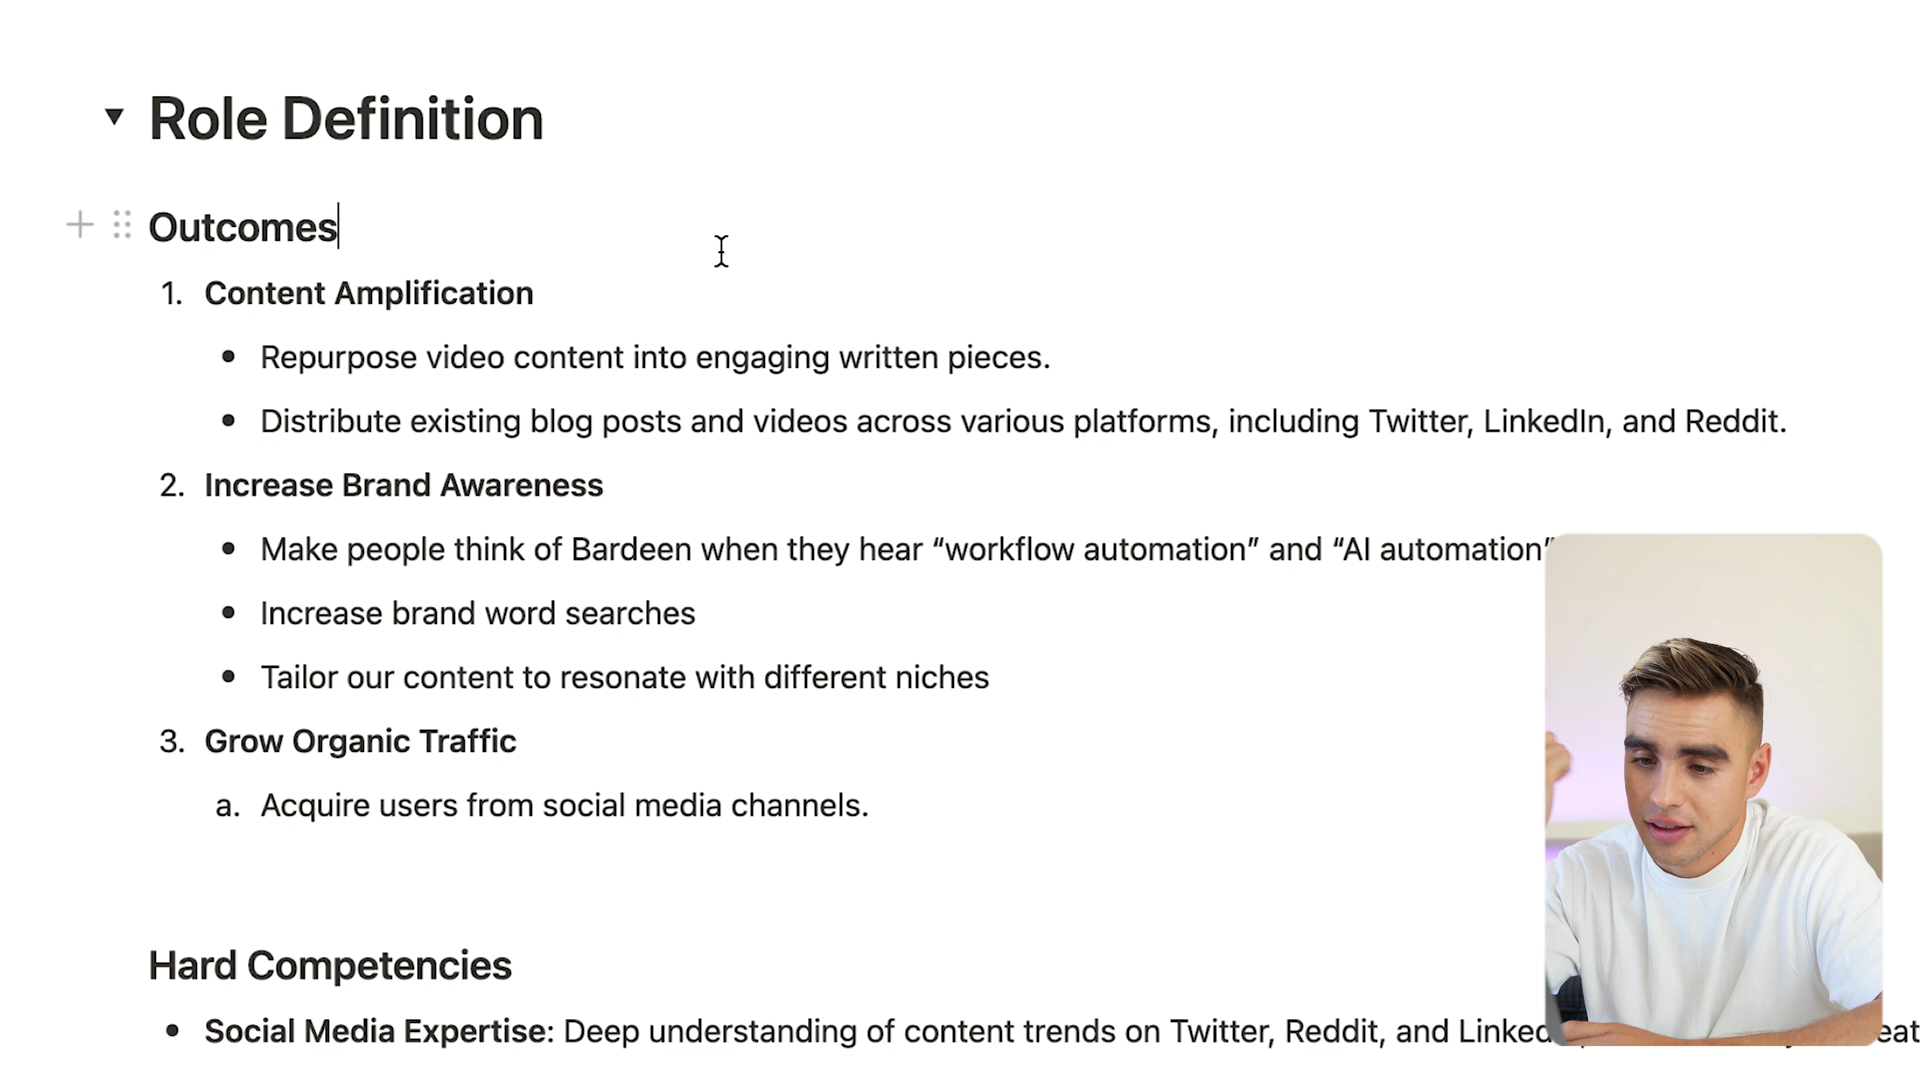 Role Definition
Outcomes
1. Content Amplification
• Repurpose video content into engaging written pieces.
• Distribute existing blog posts and videos across various platforms, including Twitter, LinkedIn, and Reddit.
2. Increase Brand Awareness
• Make people think of Bardeen when they hear “workflow automation” and “AI automation”
• Increase brand word searches
• Tailor our content to resonate with different niches
3. Grow Organic Traffic
a. Acquire users from social media channels.
Hard Competencies
• Social Media Expertise: Deep understanding of content trends on Twitter, Reddit, and